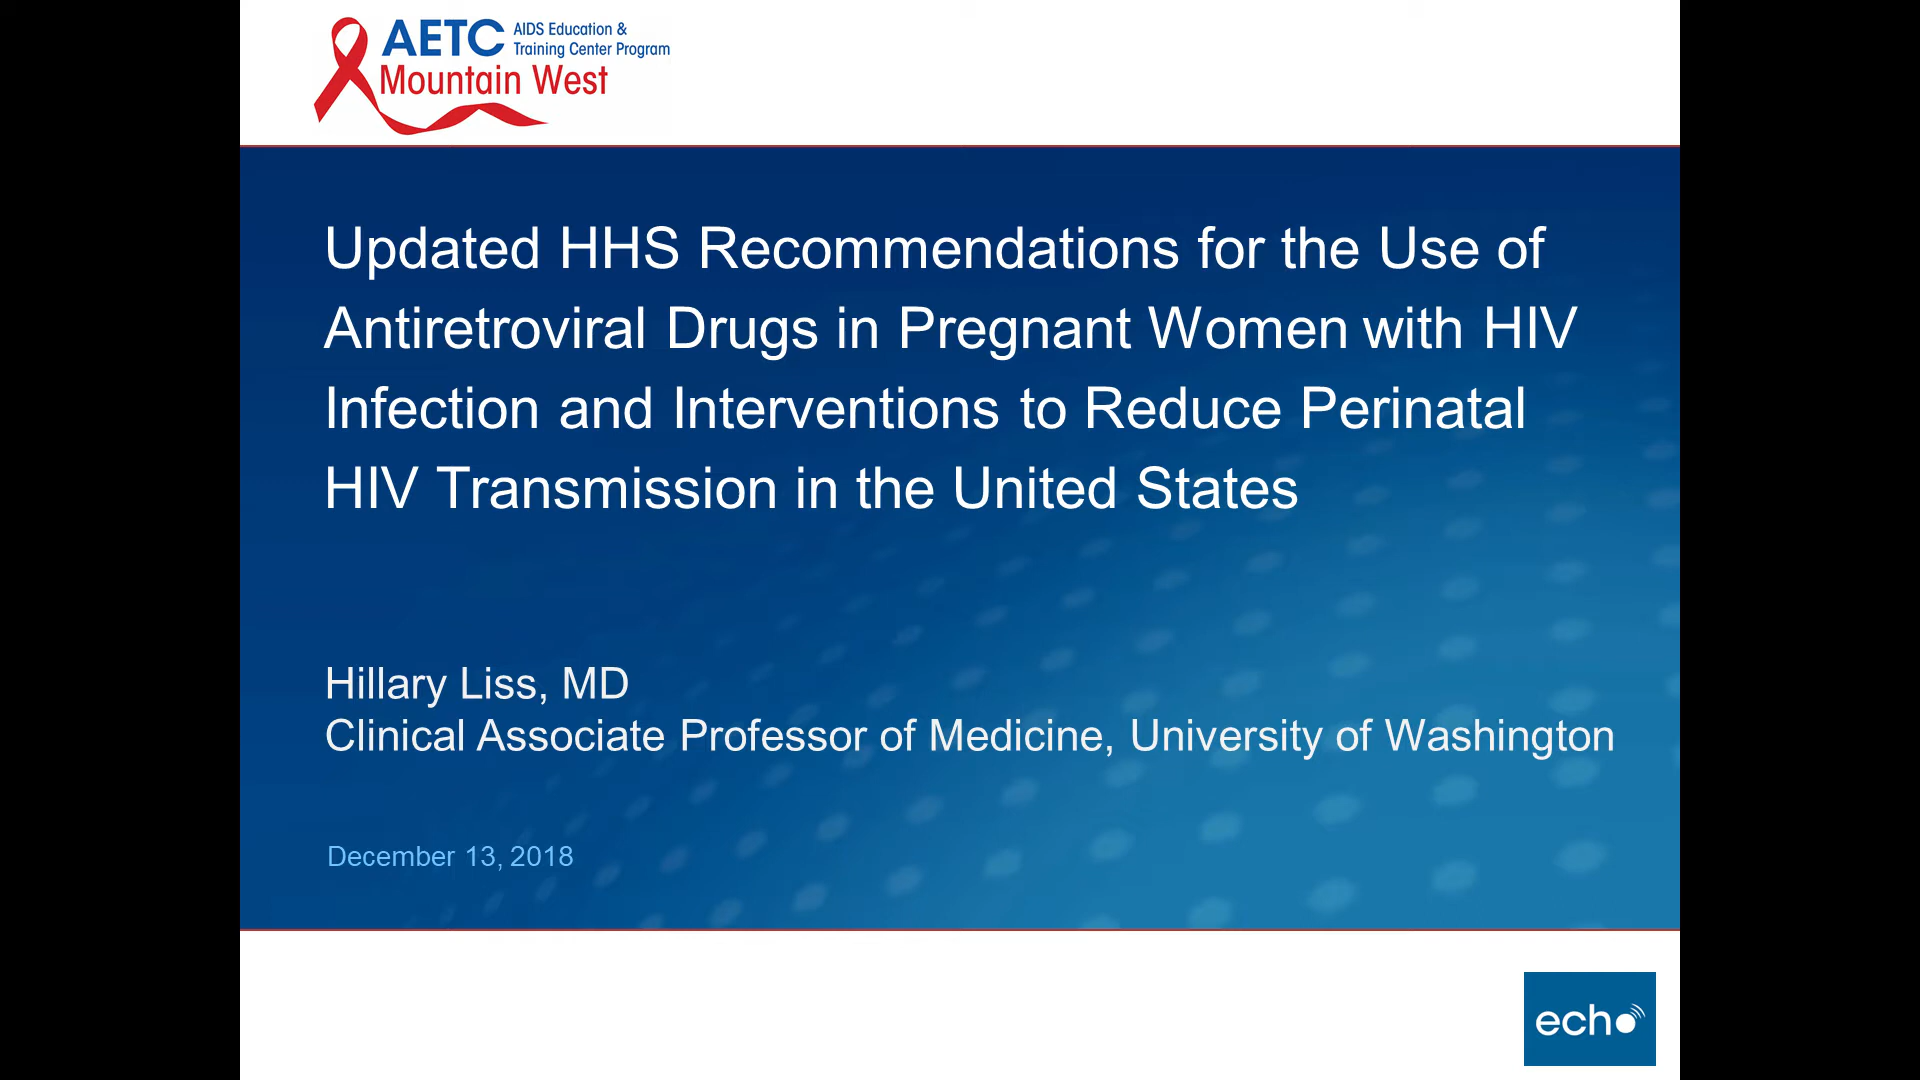 AETC AIDS Education &
Training Center Program
Mountain West
Updated HHS Recommendations for the Use of
Antiretroviral Drugs in Pregnant Women with HIV
Infection and Interventions to Reduce Perinatal
HIV Transmission in the United States
Hillary Liss, MD
Clinical Associate Professor of Medicine, University of Washington
December 13, 2018
echo